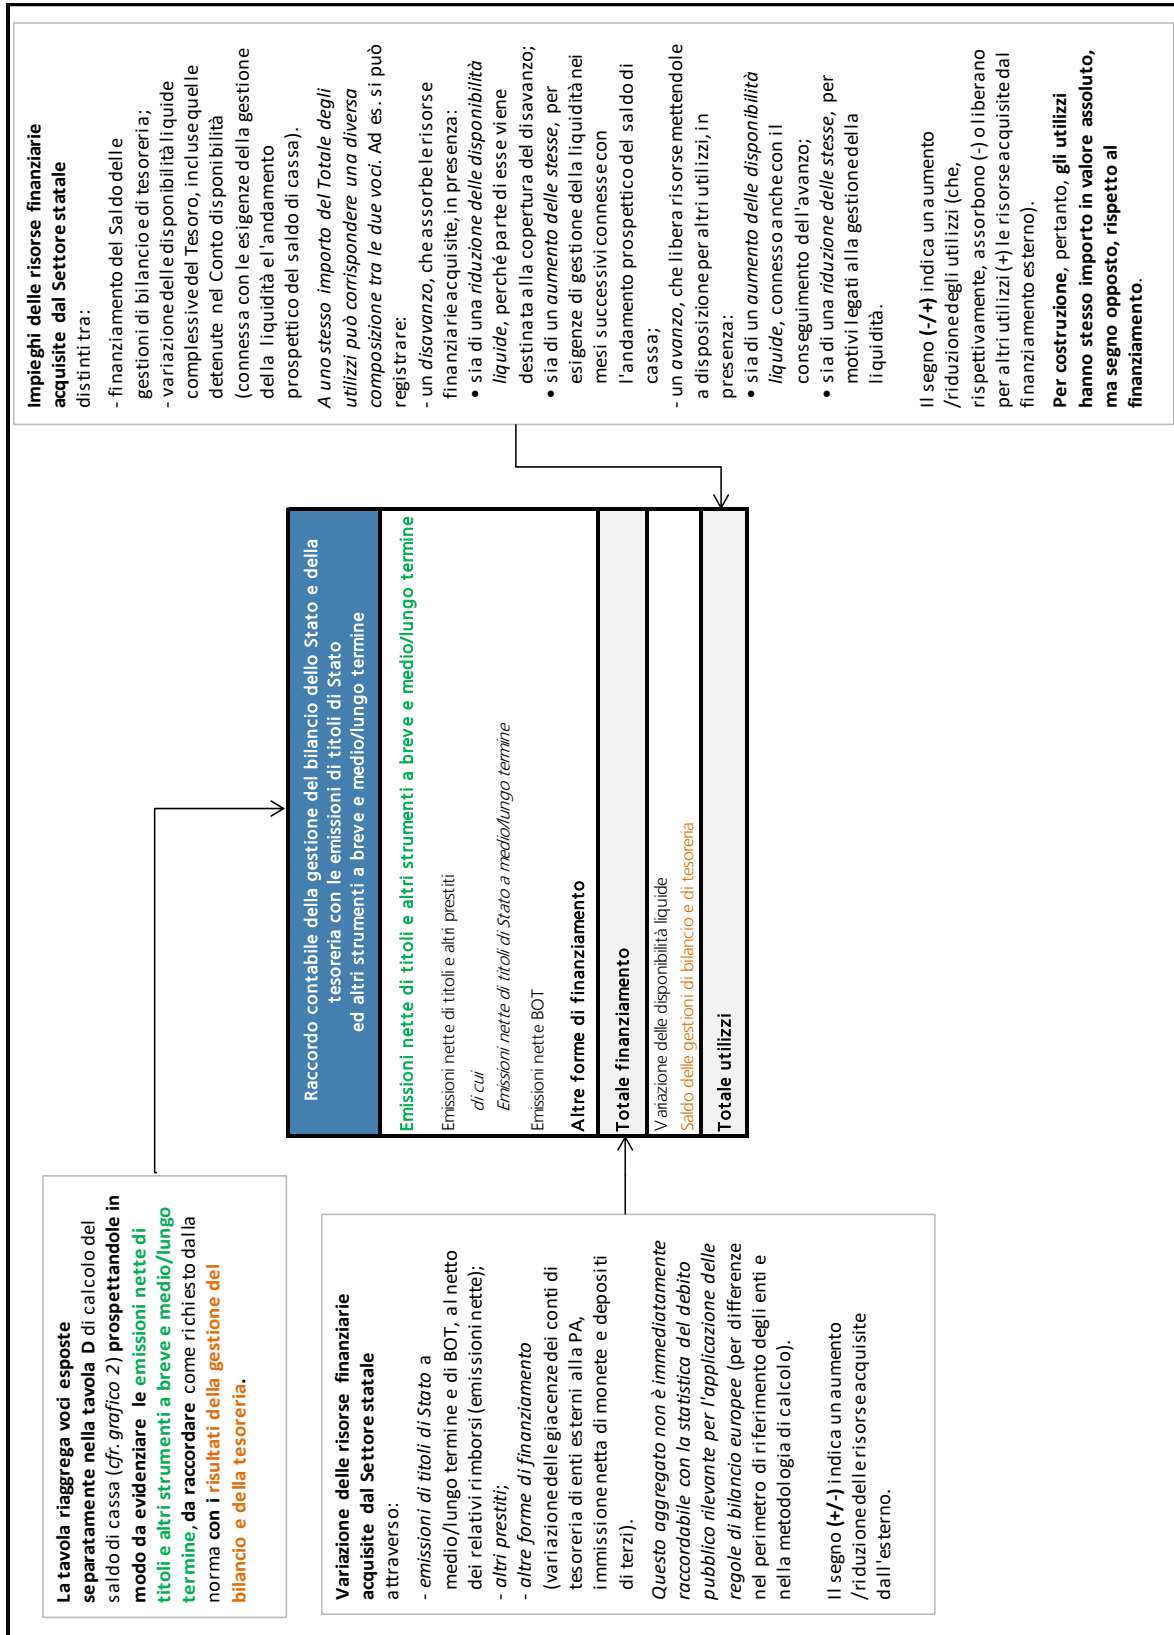 La tavola riaggrega voci esposte
separatamente nella tavola D di calcolo del
saldo di cassa (cfr. grafico 2) prospettandole in
modo da evidenziare le emissioni nette di
titoli e altri strumenti a breve e medio/lungo
termine, da raccordare come richiesto dalla
norma con i risultati della gestione del
bilancio e della tesoreria.
Variazione delle risorse finanziarie
acquisite dal Settore statale
attraverso:
- emissioni di titoli di Stato a
medio/lungo termine e di BOT, al netto
dei relativi rimborsi (emissioni nette);
- altri prestiti;
- altre forme di finanziamento
(variazione delle giacenze dei conti di
tesoreria di enti esterni alla PA,
immissione netta di monete e depositi
di terzi).
Questo aggregato non è immediatamente
raccordabile con la statistica del debito
pubblico rilevante per l'applicazione delle
regole di bilancio europee (per differenze
nel perimetro di riferimento degli enti e
nella metodologia di calcolo).
Il segno (+/-) indica un aumento
/riduzione delle risorse acquisite
dall'esterno.
Raccordo contabile della gestione del bilancio dello Stato e della
tesoreria con le emissioni di titoli di Stato
ed altri strumenti a breve e medio/lungo termine
Emissioni nette di titoli e altri strumenti a breve e medio/lungo termine
Emissioni nette di titoli e altri prestiti
di cui
Emissioni nette di titoli di Stato a medio/lungo termine
Emissioni nette BOT
Altre forme di finanziamento
Totale finanziamento
Variazione delle disponibilità liquide
Saldo delle gestioni di bilancio e di tesoreria
Totale utilizzi
Impieghi delle risorse finanziarie
acquisite dal Settore statale
distinti tra:
- finanziamento del Saldo delle
gestioni di bilancio e di tesoreria;
- variazione delle disponibilità liquide
complessive del Tesoro, incluse quelle
detenute nel Conto disponibilità
(connessa con le esigenze della gestione
della liquidità e l'andamento
prospettico del saldo di cassa).
A uno stesso importo del Totale degli
utilizzi può corrispondere una diversa
composizione tra le due voci. Ad es. si può
registrare:
- un disavanzo, che assorbe le risorse
finanziarie acquisite, in presenza:
• sia di una riduzione delle disponibilità
liquide, perché parte di esse viene
destinata alla copertura del disavanzo;
• sia di un aumento delle stesse, per
esigenze di gestione della liquidità nei
mesi successivi connesse con
l'andamento prospettico del saldo di
cassa;
- un avanzo, che libera risorse mettendole
a disposizione per altri utilizzi, in
presenza:
• sia di un aumento delle disponibilità
liquide, connesso anche con il
conseguimento dell'avanzo;
• sia di una riduzione delle stesse, per
motivi legati alla gestione della
liquidità.
Il segno (-/+) indica un aumento
/riduzione degli utilizzi (che,
rispettivamente, assorbono (-) o liberano
per altri utilizzi (+) le risorse acquisite dal
finanziamento esterno).
Per costruzione, pertanto, gli utilizzi
hanno stesso importo in valore assoluto,
ma segno opposto, rispetto al
finanziamento.